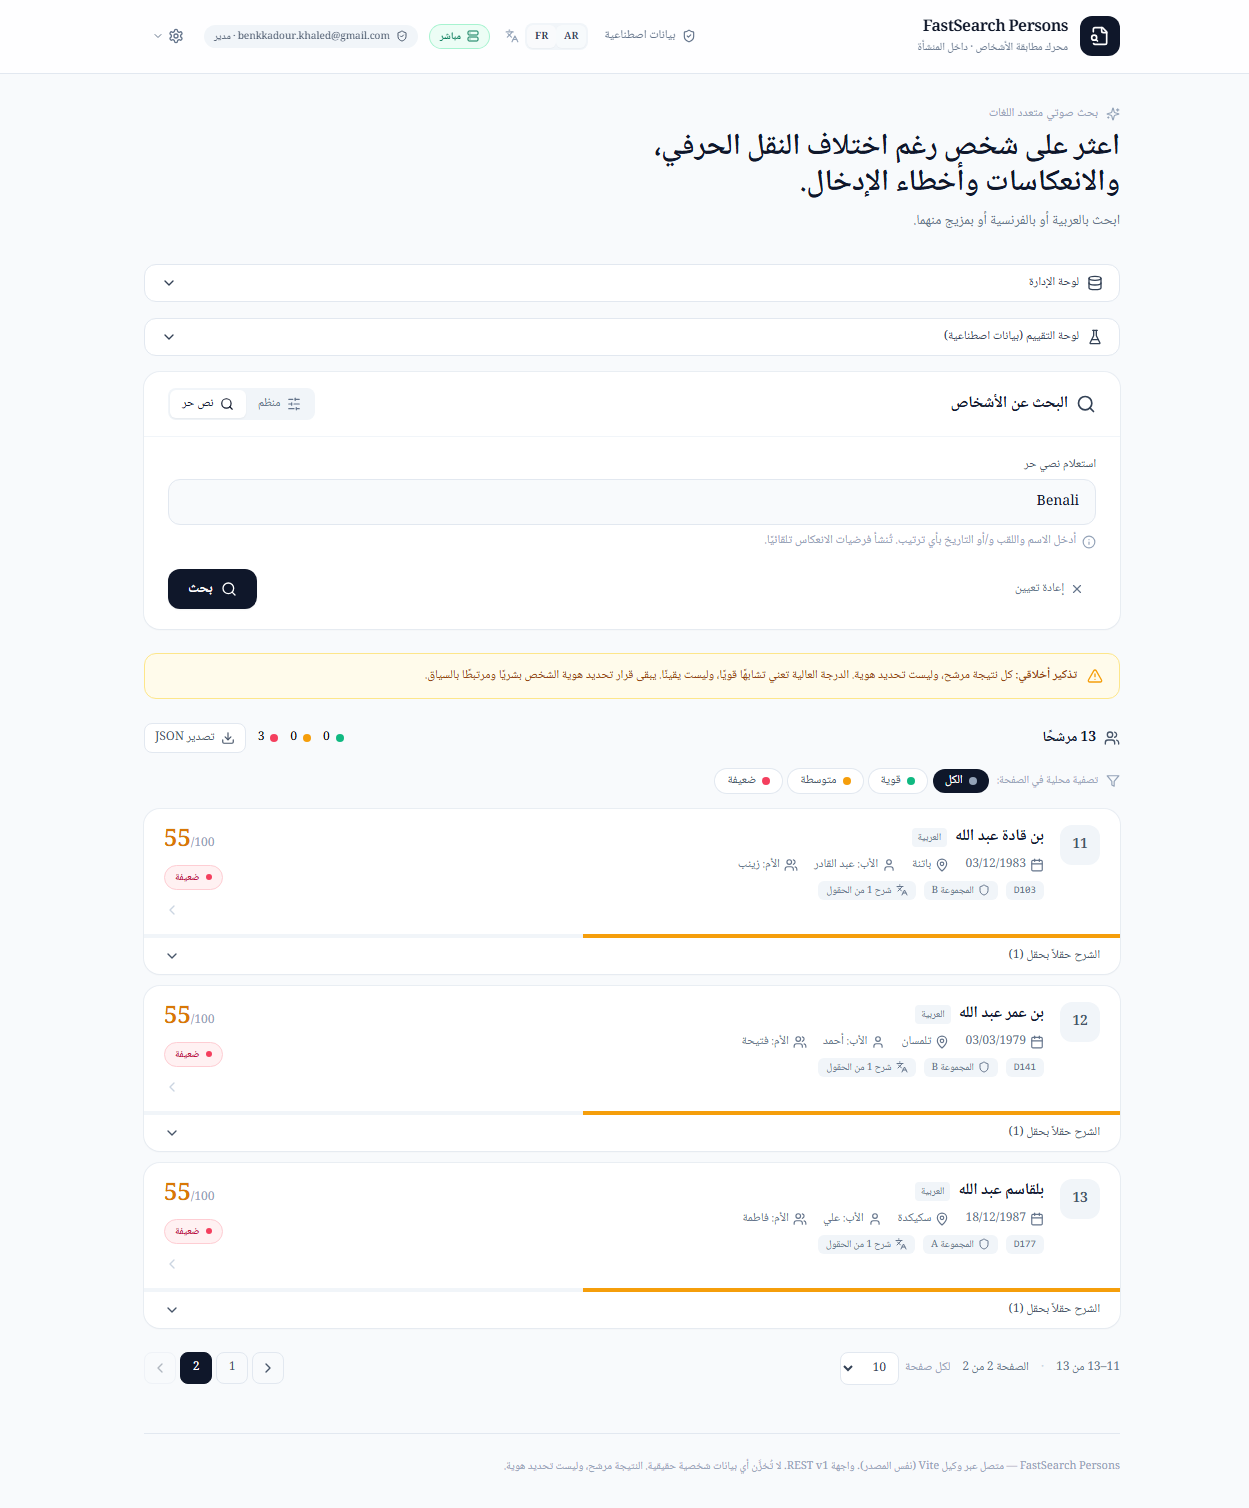 FastSearch Persons
محرك مطابقة الأشخاص · داخل المنشأة
بيانات اصطناعية
AR FR
مباشر
benkkadour.khaled@gmail.com · مدير
بحث صوتي متعدد اللغات
اعثر على شخص رغم اختلاف النقل الحرفي،
والانعكاسات وأخطاء الإدخال.
ابحث بالعربية أو بالفرنسية أو بمزيج منهما.
لوحة الإدارة
لوحة التقييم (بيانات اصطناعية)
البحث عن الأشخاص
منظم
نص حر
استعلام نصي حر
Benali
أدخل الاسم واللقب و/أو التاريخ بأي ترتيب. تُنشأ فرضيات الانعكاس تلقائيًا.
إعادة تعيين
بحث
تذكير أخلاقي: كل نتيجة مرشح، وليست تحديد هوية. الدرجة العالية تعني تشابهًا قويًا، وليست يقينًا. يبقى قرار تحديد هوية الشخص بشريًا ومرتبطًا بالسياق.
13 مرشحًا
0 0 3
تصدير JSON
تصفية محلية في الصفحة: الكل قوية متوسطة ضعيفة
11
بن قادة عبد الله العربية
03/12/1983 باتنة الأب: عبد القادر الأم: زينب
D103 المجموعة B شرح 1 من الحقول
55/100
ضعيفة
الشرح حقلاً بحقل (1)
12
بن عمر عبد الله العربية
03/03/1979 تلمسان الأب: أحمد الأم: فتيحة
D141 المجموعة B شرح 1 من الحقول
55/100
ضعيفة
الشرح حقلاً بحقل (1)
13
بلقاسم عبد الله العربية
18/12/1987 سكيكدة الأب: علي الأم: فاطمة
D177 المجموعة A شرح 1 من الحقول
55/100
ضعيفة
الشرح حقلاً بحقل (1)
11–13 من 13 · الصفحة 2 من 2 لكل صفحة 10
1 2
FastSearch Persons — متصل عبر وكيل Vite (نفس المصدر). واجهة REST v1. لا تُخزَّن أي بيانات شخصية حقيقية. النتيجة مرشح، وليست تحديد هوية.